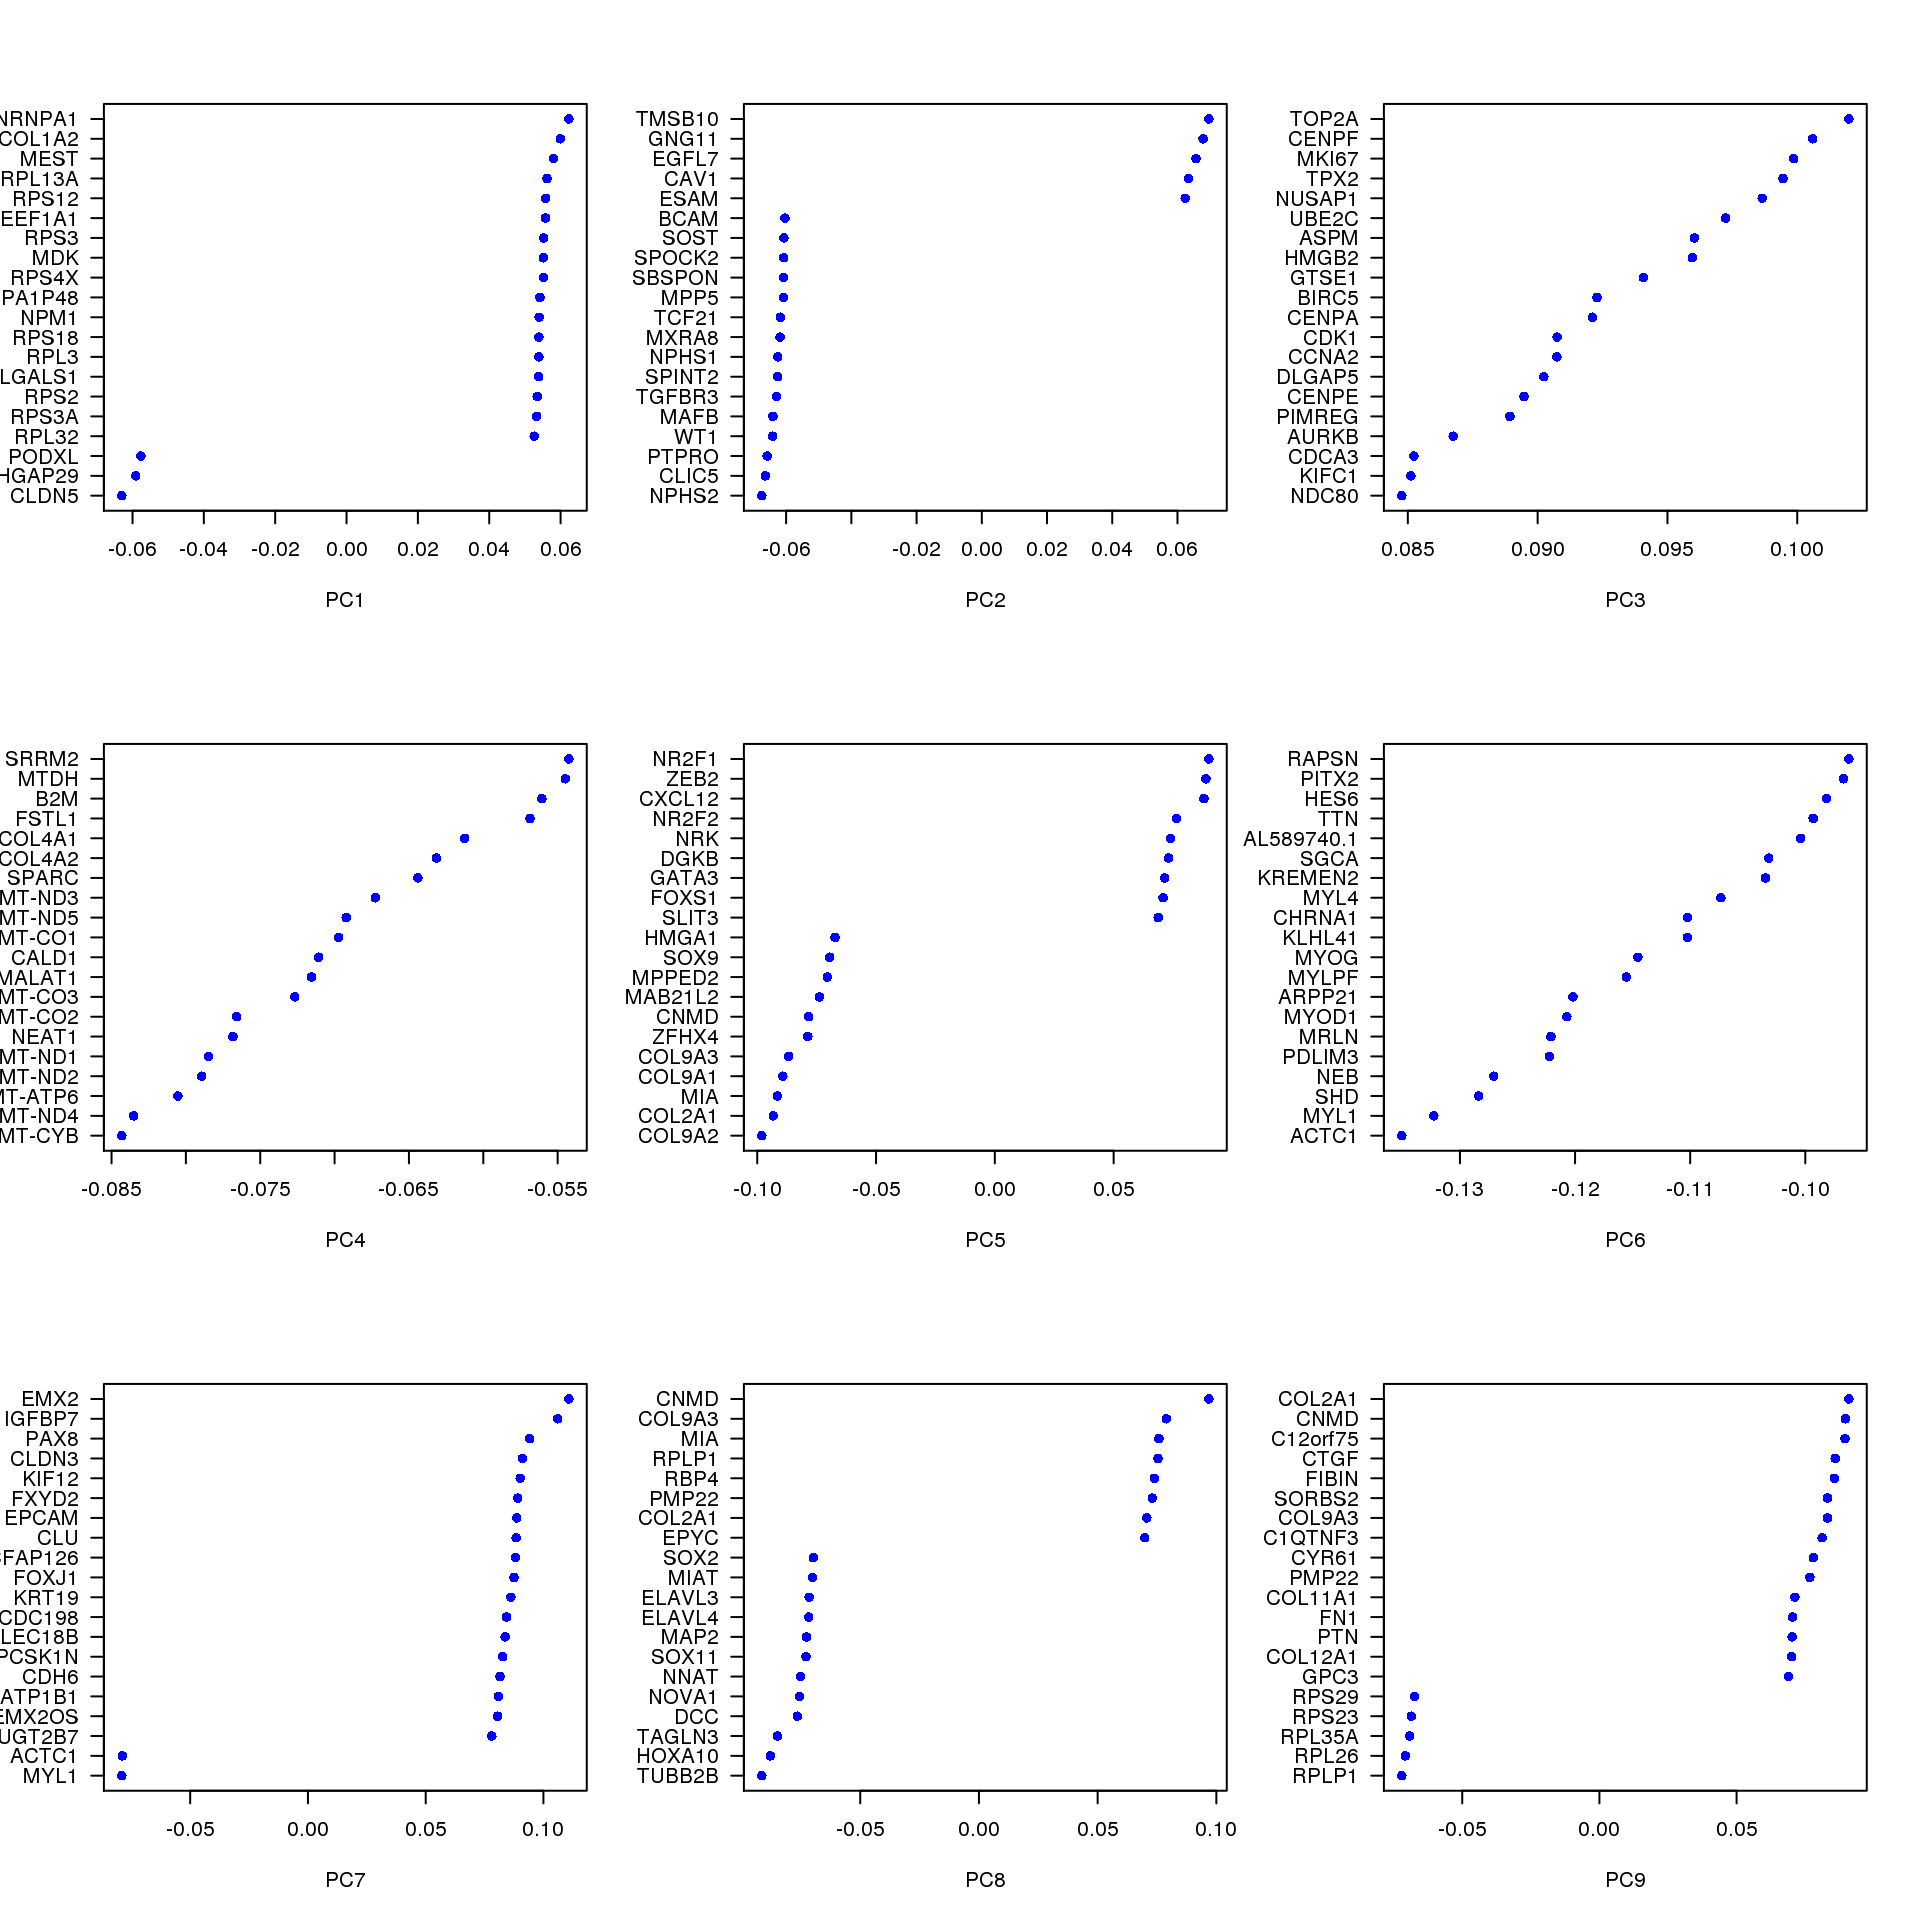 NRNPA1
COL1A2
MEST
RPL13A
RPS12
EEF1A1
RPS3
MDK
RPS4X
PA1P48
NPM1
RPS18
RPL3
LGALS1
RPS2
RPS3A
RPL32
PODXL
HGAP29
CLDN5
-0.06 -0.04 -0.02 0.00 0.02 0.04 0.06
PC1
TMSB10
GNG11
EGFL7
CAV1
ESAM
BCAM
SOST
SPOCK2
SBSPON
MPP5
TCF21
MXRA8
NPHS1
SPINT2
TGFBR3
MAFB
WT1
PTPRO
CLIC5
NPHS2
-0.06 -0.02 0.00 0.02 0.04 0.06
PC2
TOP2A
CENPF
MKI67
TPX2
NUSAP1
UBE2C
ASPM
HMGB2
GTSE1
BIRC5
CENPA
CDK1
CCNA2
DLGAP5
CENPE
PIMREG
AURKB
CDCA3
KIFC1
NDC80
0.085 0.090 0.095 0.100
PC3
SRRM2
MTDH
B2M
FSTL1
COL4A1
COL4A2
SPARC
MT-ND3
MT-ND5
MT-CO1
CALD1
MALAT1
MT-CO3
MT-CO2
NEAT1
MT-ND1
MT-ND2
MT-ATP6
MT-ND4
MT-CYB
-0.085 -0.075 -0.065 -0.055
PC4
NR2F1
ZEB2
CXCL12
NR2F2
NRK
DGKB
GATA3
FOXS1
SLIT3
HMGA1
SOX9
MPPED2
MAB21L2
CNMD
ZFHX4
COL9A3
COL9A1
MIA
COL2A1
COL9A2
-0.10 -0.05 0.00 0.05
PC5
RAPSN
PITX2
HES6
TTN
AL589740.1
SGCA
KREMEN2
MYL4
CHRNA1
KLHL41
MYOG
MYLPF
ARPP21
MYOD1
MRLN
PDLIM3
NEB
SHD
MYL1
ACTC1
-0.13 -0.12 -0.11 -0.10
PC6
EMX2
IGFBP7
PAX8
CLDN3
KIF12
FXYD2
EPCAM
CLU
FAP126
FOXJ1
KRT19
CDC198
LEC18B
PCSK1N
CDH6
ATP1B1
EMX2OS
UGT2B7
ACTC1
MYL1
-0.05 0.00 0.05 0.10
PC7
CNMD
COL9A3
MIA
RPLP1
RBP4
PMP22
COL2A1
EPYC
SOX2
MIAT
ELAVL3
ELAVL4
MAP2
SOX11
NNAT
NOVA1
DCC
TAGLN3
HOXA10
TUBB2B
-0.05 0.00 0.05 0.10
PC8
COL2A1
CNMD
C12orf75
CTGF
FIBIN
SORBS2
COL9A3
C1QTNF3
CYR61
PMP22
COL11A1
FN1
PTN
COL12A1
GPC3
RPS29
RPS23
RPL35A
RPL26
RPLP1
-0.05 0.00 0.05
PC9